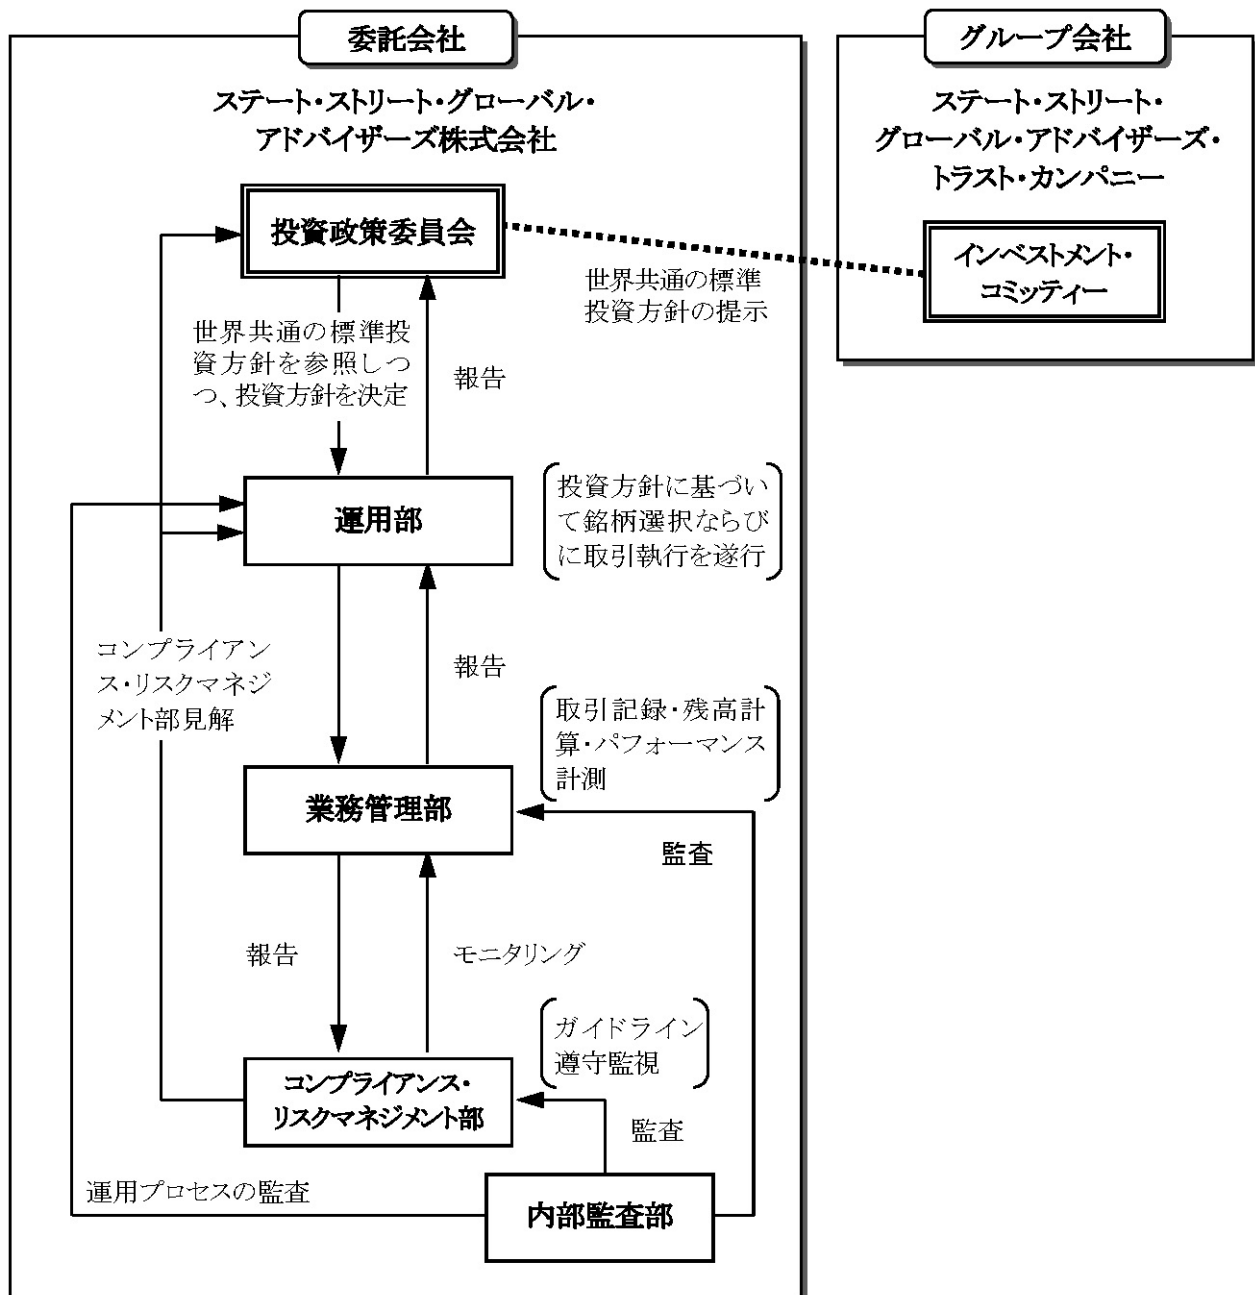 委託会社
ステート・ストリート・グローバル・
アドバイザーズ株式会社
投資政策委員会
世界共通の標準投
資方針を参照しつ
つ、投資方針を決定
報告
世界共通の標準
投資方針の提示
グループ会社
ステート・ストリート・
グローバル・アドバイザーズ・
トラスト・カンパニー
インベストメント・
コミッティー
運用部
投資方針に基づい
て銘柄選択ならび
に取引執行を遂行
コンプライアン
ス・リスクマネジ
メント部見解
報告
取引記録・残高計
算・パフォーマンス
計測
業務管理部
監査
報告
モニタリング
ガイドライン
遵守監視
コンプライアンス・
リスクマネジメント部
監査
運用プロセスの監査
内部監査部